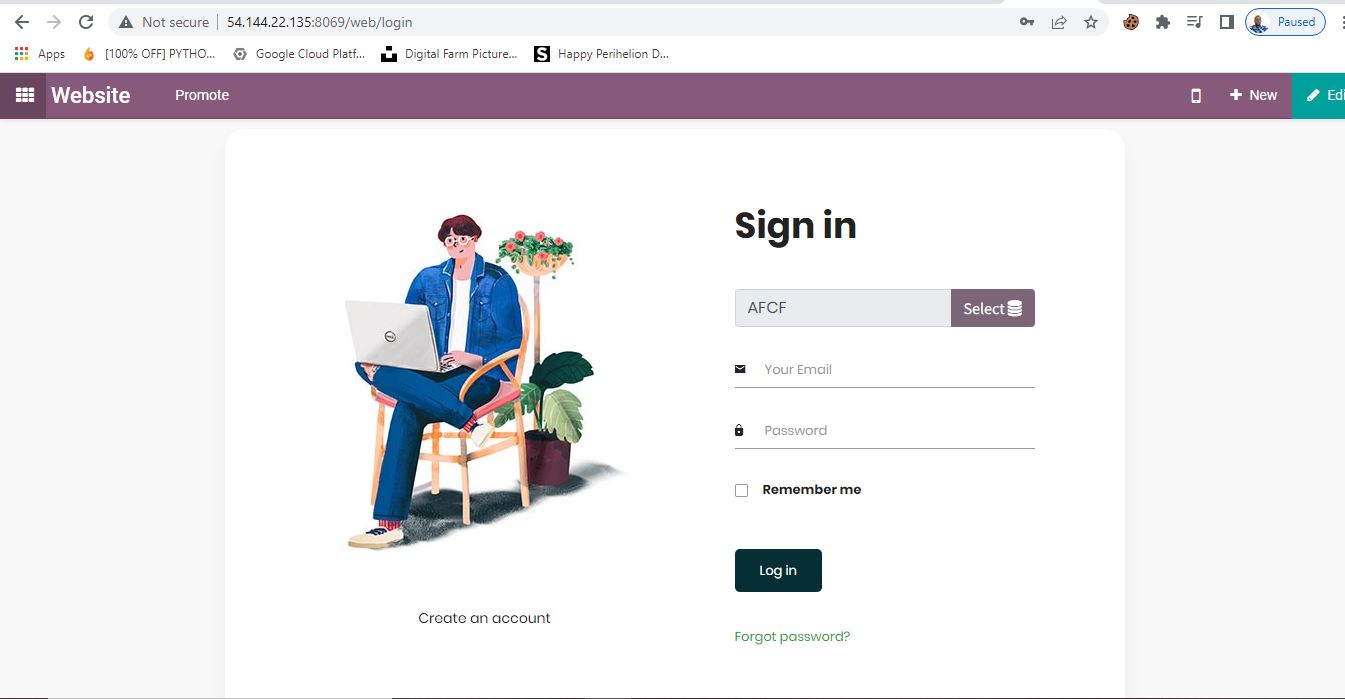 Not secure 54.144.22.135:8069/web/login Paused
Apps [100% OFF] PYTHO... Google Cloud Platf... Digital Farm Picture... S Happy Perihelion D...
Website Promote New Edi
Sign in
AFCF Select
Your Email
Password
Remember me
Log in
Create an account
Forgot password?